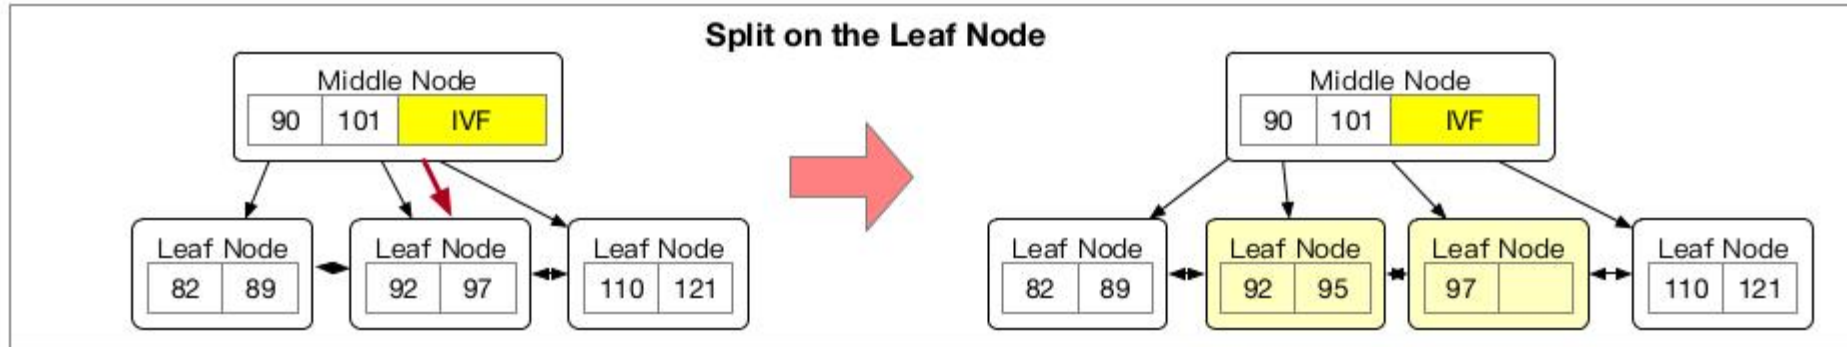 Split on the Leaf Node
Middle Node
90 101 IVF
Leaf Node
82 89
Leaf Node
92 97
Leaf Node
110 121
Middle Node
90 101 IVF
Leaf Node
82 89
Leaf Node
92 95
Leaf Node
97
Leaf Node
110 121